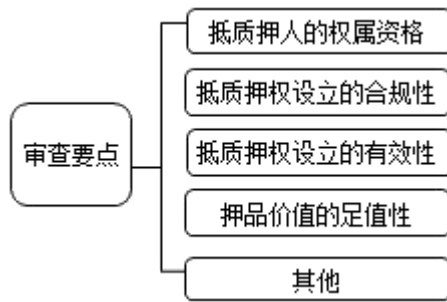 抵质押人的权属资格
抵质押权设立的合规性
审查要点
抵质押权设立的有效性
押品价值的足值性
其他